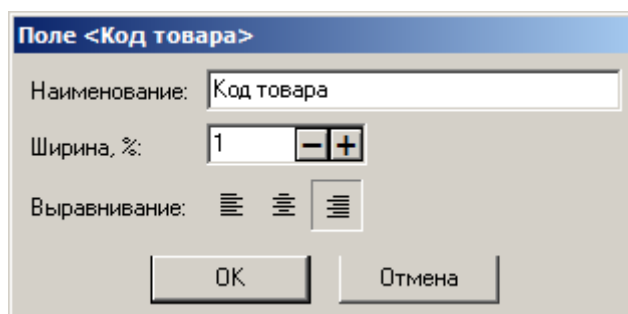 Поле <Код товара>
Наименование: Код товара
Ширина, %: 1
Выравнивание:
OK Отмена